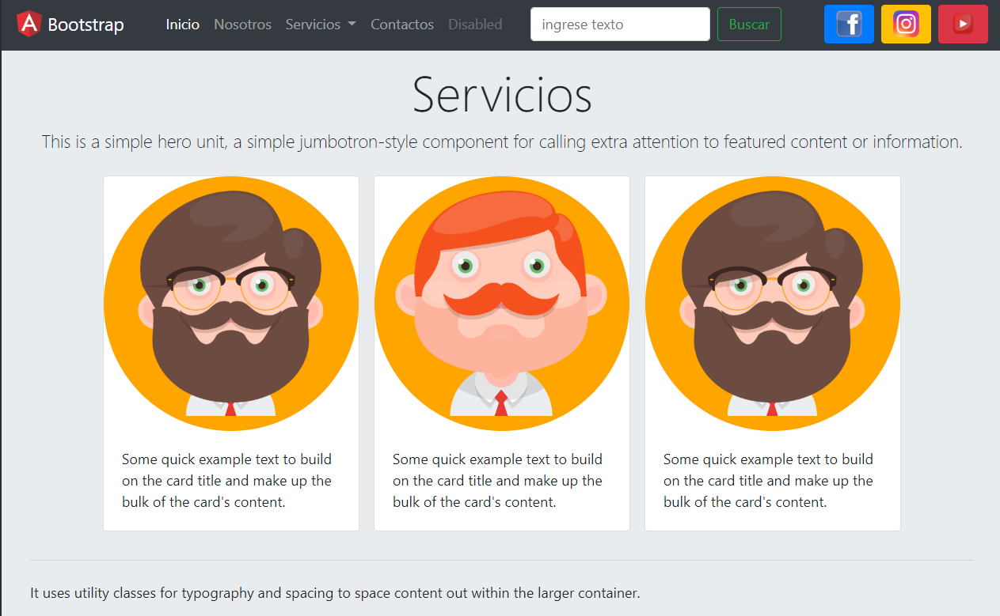 A Bootstrap Inicio Nosotros Servicios Contactos Disabled ingrese texto Buscar f
Servicios
This is a simple hero unit, a simple jumbotron-style component for calling extra attention to featured content or information.
Some quick example text to build
on the card title and make up the
bulk of the card's content.
Some quick example text to build
on the card title and make up the
bulk of the card's content.
Some quick example text to build
on the card title and make up the
bulk of the card's content.
It uses utility classes for typography and spacing to space content out within the larger container.